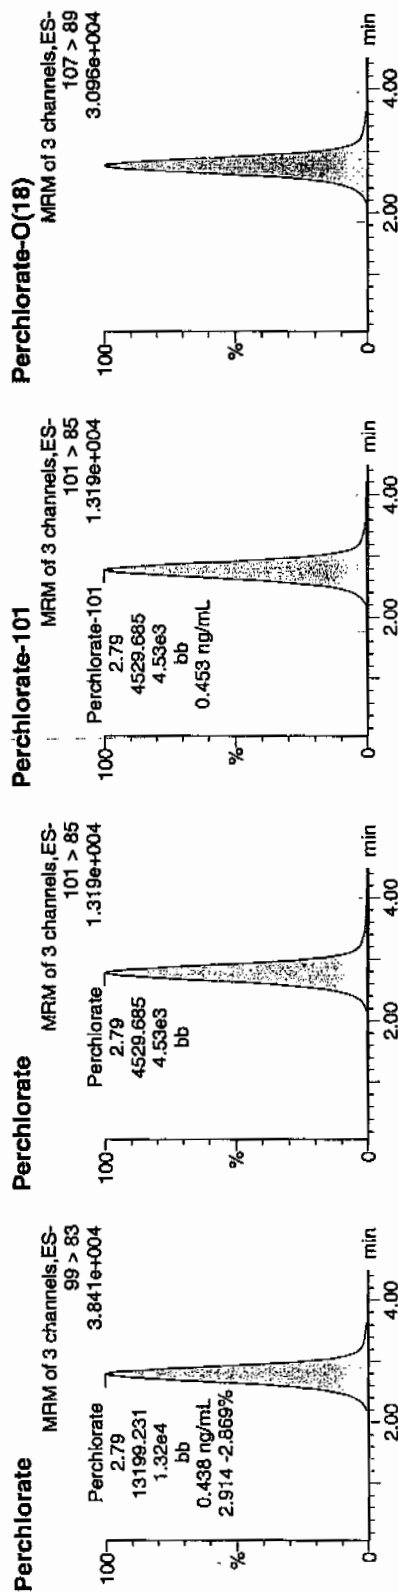 Perchlorate
MRM of 3 channels,ES-
99 > 83
3.841e+004
100
Perchlorate
2.79
13199.231
1.32e4
bb
0.438 ng/mL
2.914 -2.869%
%
0
2.00
4.00
min
Perchlorate
MRM of 3 channels,ES-
101 > 85
1.319e+004
100
Perchlorate
2.79
4529.685
4.53e3
bb
%
0
2.00
4.00
min
Perchlorate-101
MRM of 3 channels,ES-
101 > 85
1.319e+004
100
Perchlorate-101
2.79
4529.685
4.53e3
bb
0.453 ng/mL
%
0
2.00
4.00
min
Perchlorate-O(18)
MRM of 3 channels,ES-
107 > 89
3.096e+004
100
%
0
2.00
4.00
min